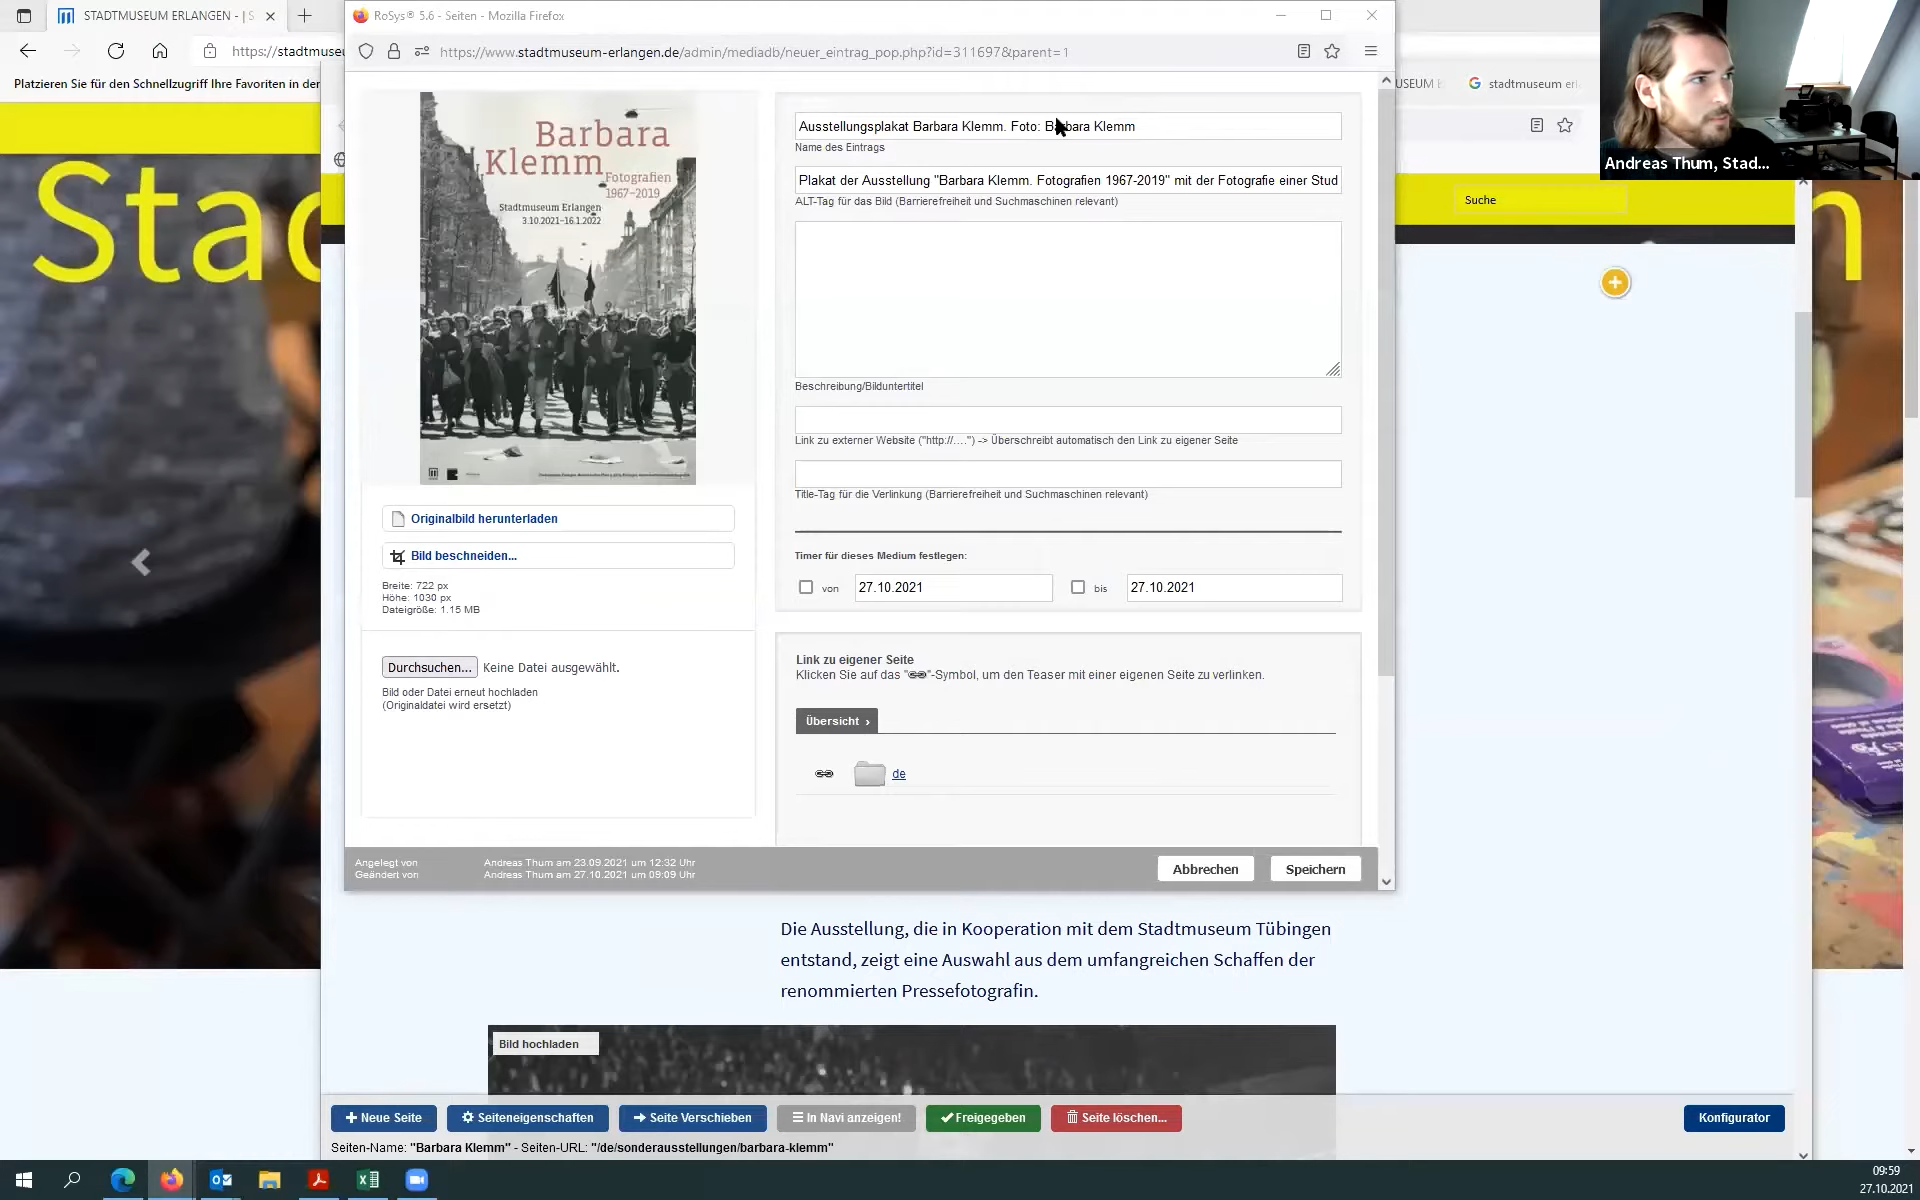 STADTMUSEUM ERLANGEN - | S
https://stadtmuseu
Platzieren Sie für den Schnellzugriff Ihre Favoriten in der
RoSys® 5.6 - Seiten - Mozilla Firefox
https://www.stadtmuseum-erlangen.de/admin/mediadb/neuer_eintrag_pop.php?id=311697&parent=1
stadtmuseum erl
Suche
Andreas Thum, Stad...
Barbara
Klemm
Fotografien
1967–2019
Stadtmuseum Erlangen
3.10.2021–16.1.2022
Originalbild herunterladen
Bild beschneiden...
Breite: 722 px
Höhe: 1030 px
Dateigröße: 1.15 MB
Durchsuchen... Keine Datei ausgewählt.
Bild oder Datei erneut hochladen
(Originaldatei wird ersetzt)
Ausstellungsplakat Barbara Klemm. Foto: Barbara Klemm
Name des Eintrags
Plakat der Ausstellung "Barbara Klemm. Fotografien 1967-2019" mit der Fotografie einer Stud
ALT-Tag für das Bild (Barrierefreiheit und Suchmaschinen relevant)
Beschreibung/Bilduntertitel
Link zu externer Website ("http://....") -> Überschreibt automatisch den Link zu eigener Seite
Title-Tag für die Verlinkung (Barrierefreiheit und Suchmaschinen relevant)
Timer für dieses Medium festlegen:
von 27.10.2021 bis 27.10.2021
Link zu eigener Seite
Klicken Sie auf das "-Symbol, um den Teaser mit einer eigenen Seite zu verlinken.
Übersicht ›
de
Angelegt von Andreas Thum am 23.09.2021 um 12:32 Uhr
Geändert von Andreas Thum am 27.10.2021 um 09:09 Uhr
Abbrechen
Speichern
Stad
n
Die Ausstellung, die in Kooperation mit dem Stadtmuseum Tübingen
entstand, zeigt eine Auswahl aus dem umfangreichen Schaffen der
renommierten Pressefotografin.
Bild hochladen
Neue Seite
Seiteneigenschaften
Seite Verschieben
In Navi anzeigen!
Freigegeben
Seite löschen...
Konfigurator
Seiten-Name: "Barbara Klemm" - Seiten-URL: "/de/sonderausstellungen/barbara-klemm"
09:59
27.10.2021